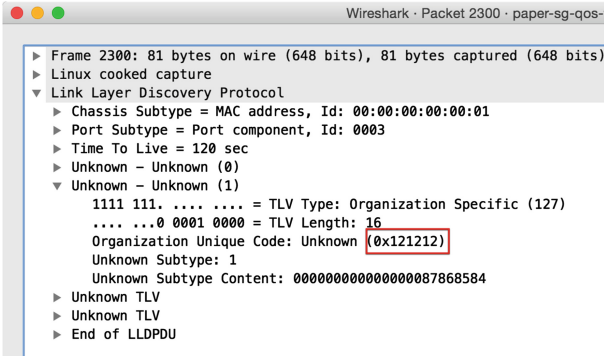 Wireshark · Packet 2300 · paper-sg-qos-
Frame 2300: 81 bytes on wire (648 bits), 81 bytes captured (648 bits)
Linux cooked capture
Link Layer Discovery Protocol
Chassis Subtype = MAC address, Id: 00:00:00:00:00:01
Port Subtype = Port component, Id: 0003
Time To Live = 120 sec
Unknown – Unknown (0)
Unknown – Unknown (1)
1111 111. .... .... = TLV Type: Organization Specific (127)
.... ...0 0001 0000 = TLV Length: 16
Organization Unique Code: Unknown (0x121212)
Unknown Subtype: 1
Unknown Subtype Content: 000000000000000087868584
Unknown TLV
Unknown TLV
End of LLDPDU